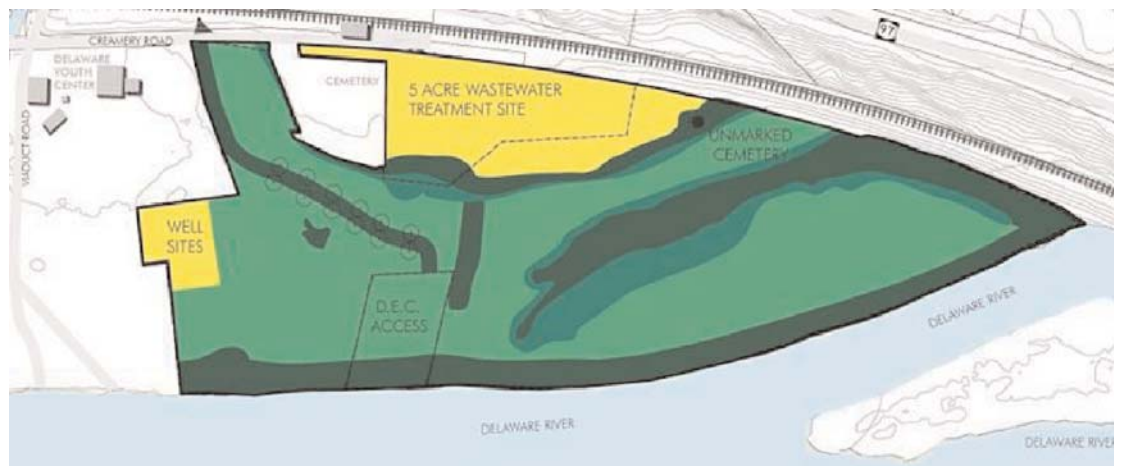 CREAMERY ROAD
97
DELAWARE
YOUTH
CENTER
VIADUCT ROAD
CEMETERY
5 ACRE WASTEWATER
TREATMENT SITE
UNMARKED
CEMETERY
WELL
SITES
D.E.C.
ACCESS
DELAWARE RIVER
DELAWARE RIVER
DELAWARE RIVER